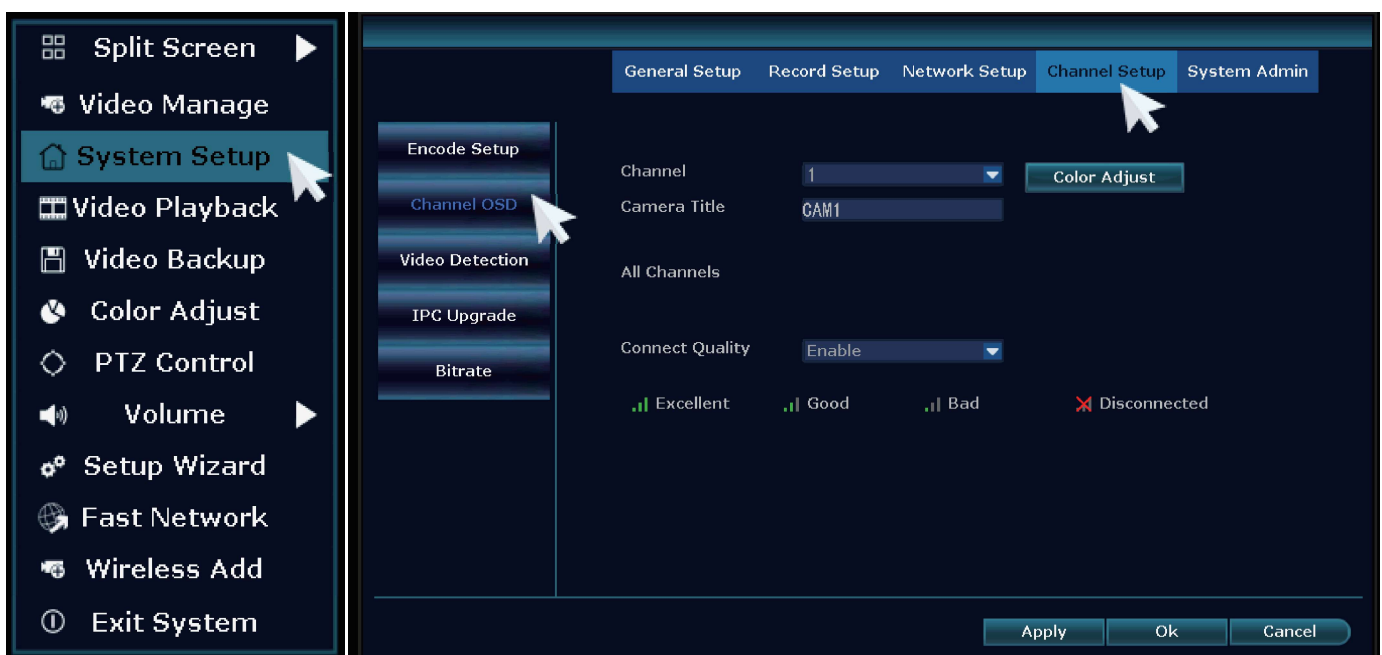 Split Screen
Video Manage
System Setup
Video Playback
Video Backup
Color Adjust
PTZ Control
Volume
Setup Wizard
Fast Network
Wireless Add
Exit System
General Setup Record Setup Network Setup Channel Setup System Admin
Encode Setup
Channel OSD
Video Detection
IPC Upgrade
Bitrate
Channel 1 Color Adjust
Camera Title CAM1
All Channels
Connect Quality Enable
Excellent Good Bad Disconnected
Apply Ok Cancel